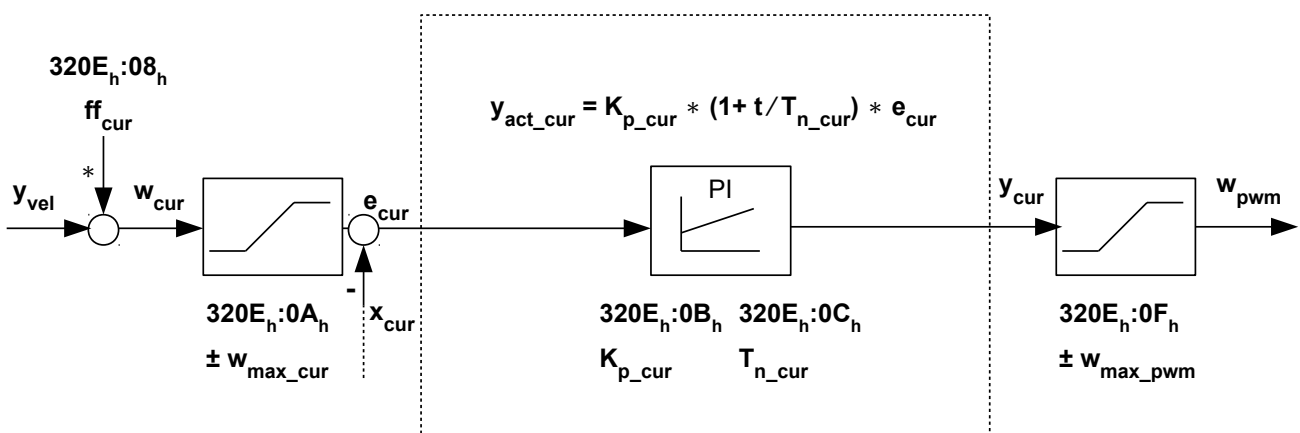 320E_h:08_h
ff_cur
y_act_cur = K_p_cur * (1+ t / T_n_cur) * e_cur
*
y_vel
w_cur
e_cur
PI
y_cur
w_pwm
-
x_cur
320E_h:0A_h
± w_max_cur
320E_h:0B_h 320E_h:0C_h
K_p_cur T_n_cur
320E_h:0F_h
± w_max_pwm